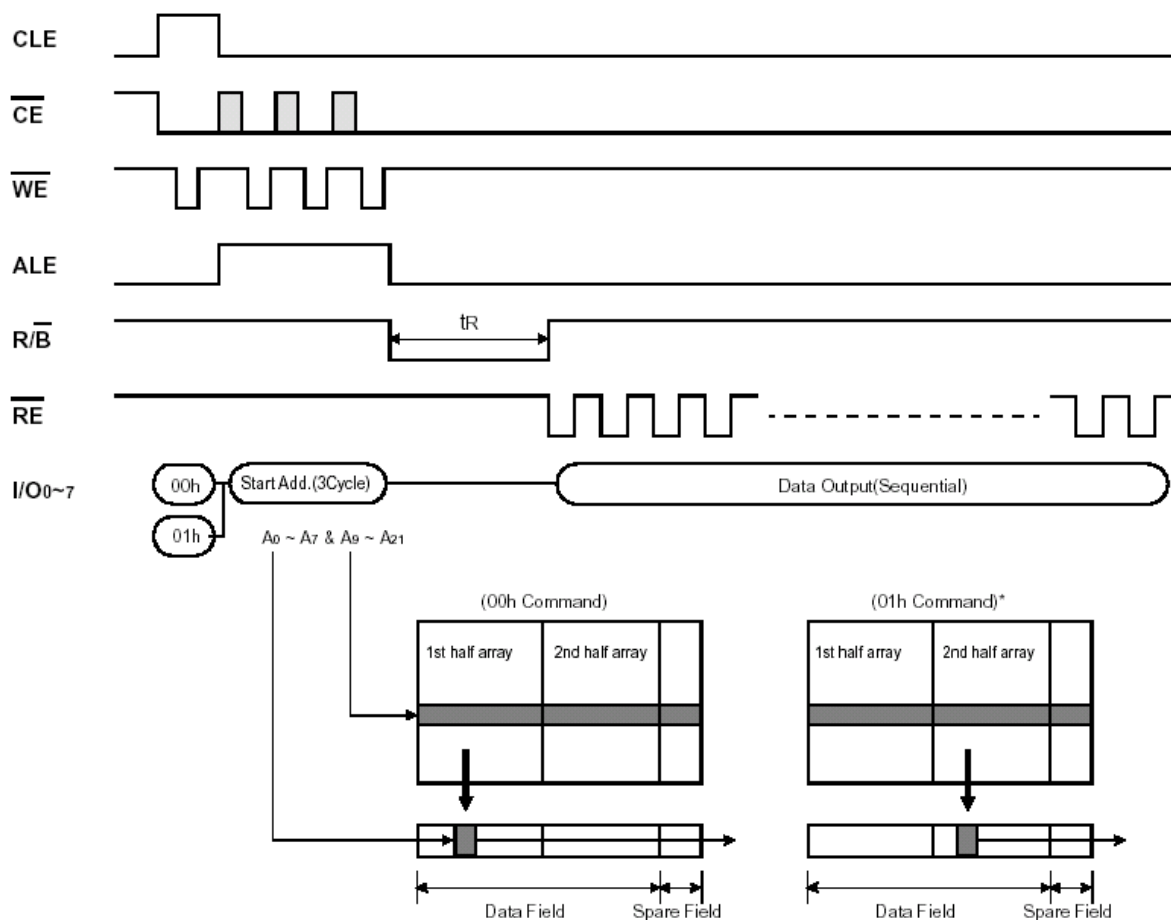 CLE
CE
WE
ALE
R/B
tR
RE
I/O0~7
00h
Start Add.(3Cycle)
Data Output(Sequential)
01h
A0 ~ A7 & A9 ~ A21
(00h Command)
(01h Command)*
1st half array
2nd half array
1st half array
2nd half array
Data Field
Spare Field
Data Field
Spare Field